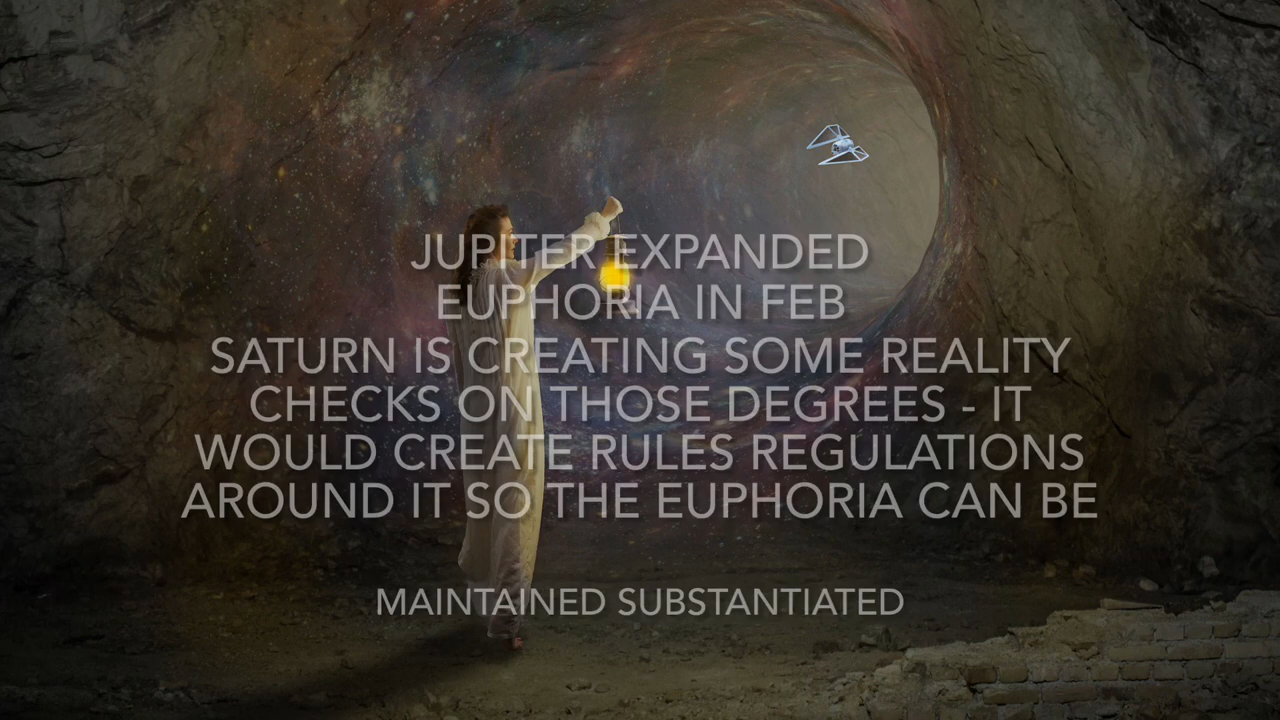 JUPITER EXPANDED
EUPHORIA IN FEB
SATURN IS CREATING SOME REALITY
CHECKS ON THOSE DEGREES - IT
WOULD CREATE RULES REGULATIONS
AROUND IT SO THE EUPHORIA CAN BE
MAINTAINED SUBSTANTIATED